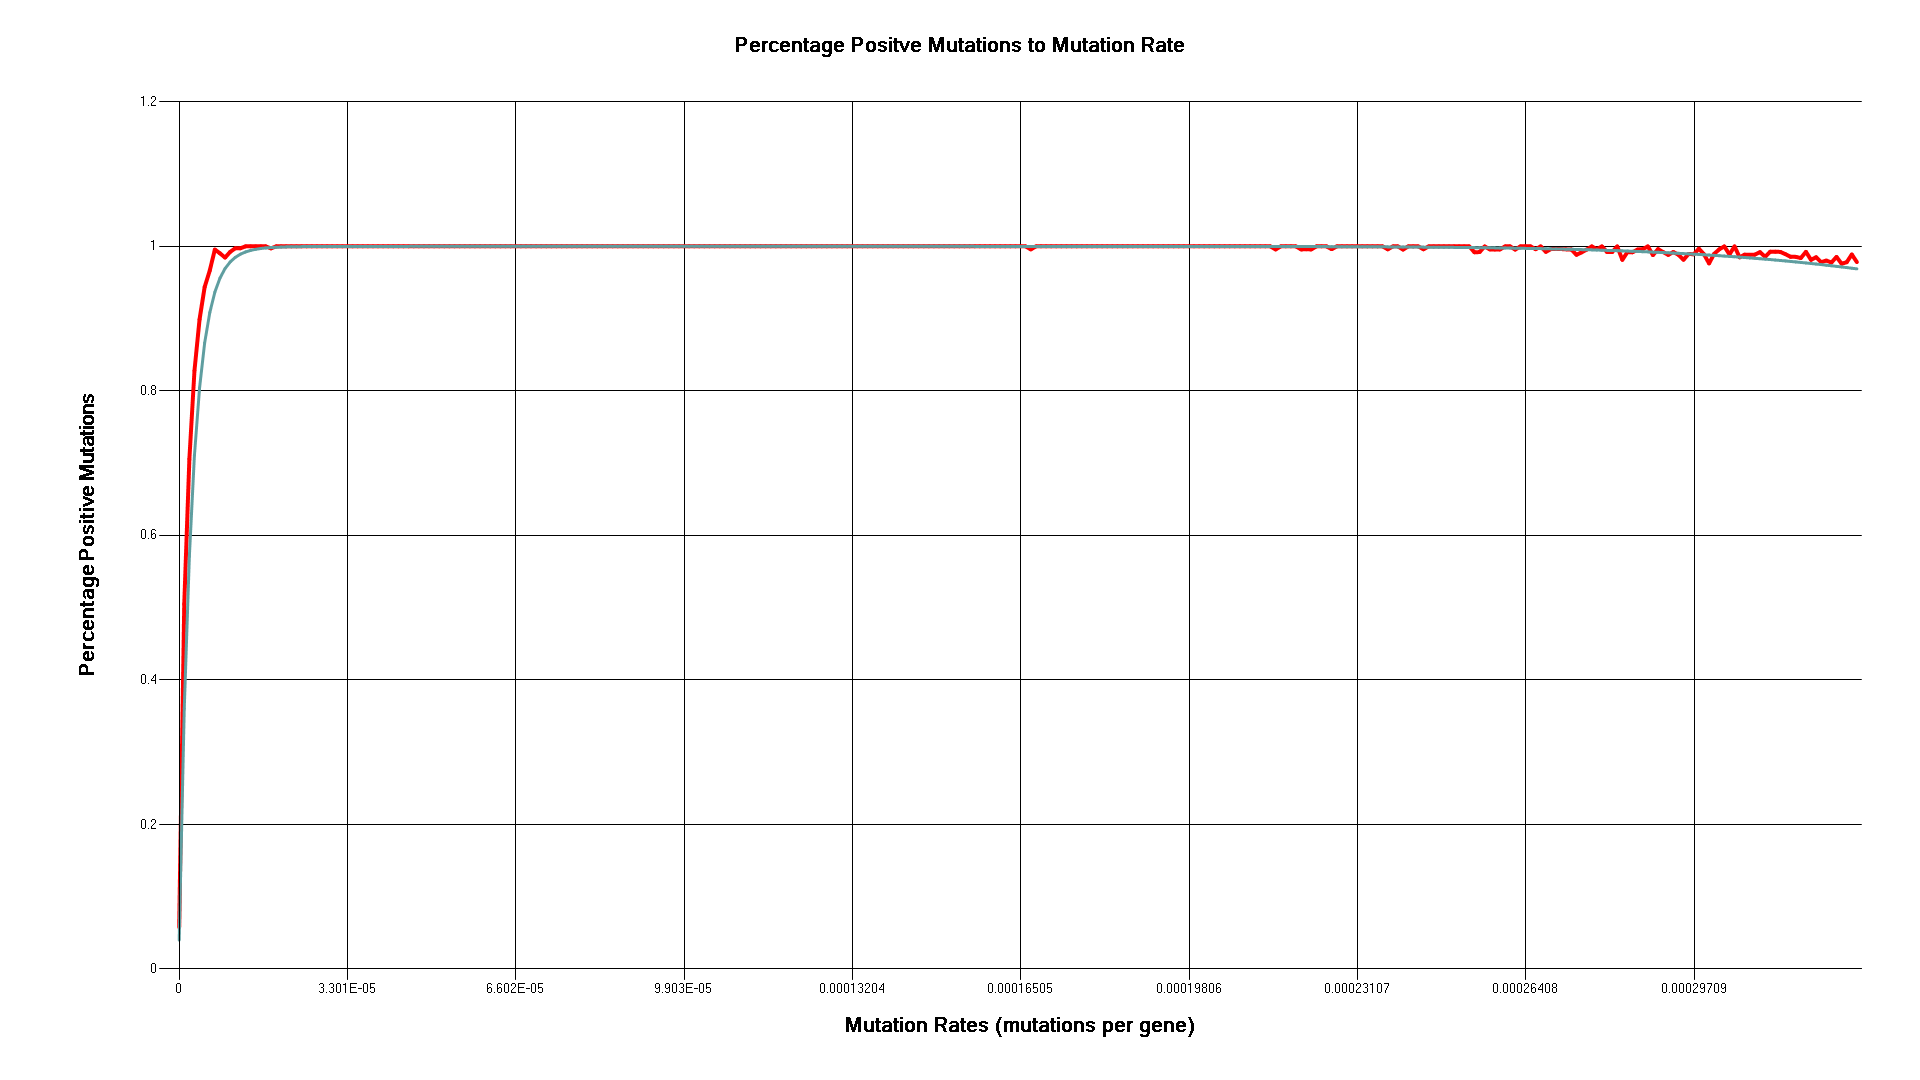 Percentage Positve Mutations to Mutation Rate
1.2
1
0.8
0.6
0.4
0.2
0
Percentage Positive Mutations
0 3.301E-05 6.602E-05 9.903E-05 0.00013204 0.00016505 0.00019806 0.00023107 0.00026408 0.00029709
Mutation Rates (mutations per gene)